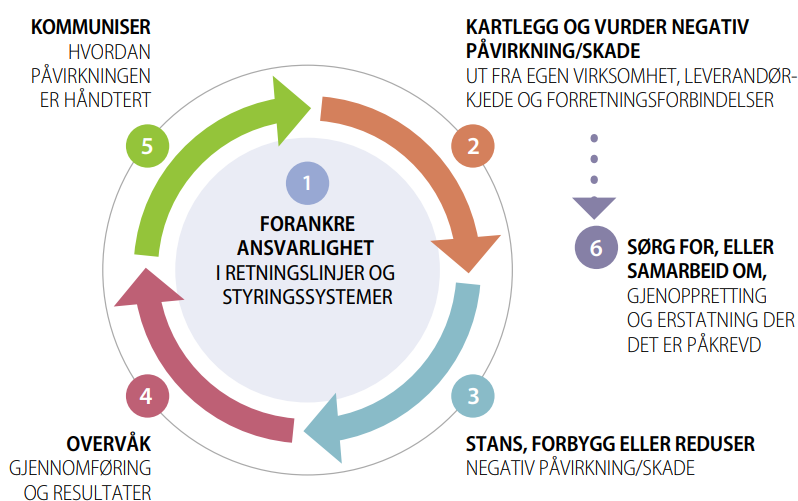 1
FORANKRE
ANSVARLIGHET
I RETNINGSLINJER OG
STYRINGSSYSTEMER
2
KARTLEGG OG VURDER NEGATIV
PÅVIRKNING/SKADE
UT FRA EGEN VIRKSOMHET, LEVERANDØR-
KJEDE OG FORRETNINGSFORBINDELSER
3
STANS, FORBYGG ELLER REDUSER
NEGATIV PÅVIRKNING/SKADE
4
OVERVÅK
GJENNOMFØRING
OG RESULTATER
5
KOMMUNISER
HVORDAN
PÅVIRKNINGEN
ER HÅNDTERT
6
SØRG FOR, ELLER
SAMARBEID OM,
GJENOPPRETTING
OG ERSTATNING DER
DET ER PÅKREVD